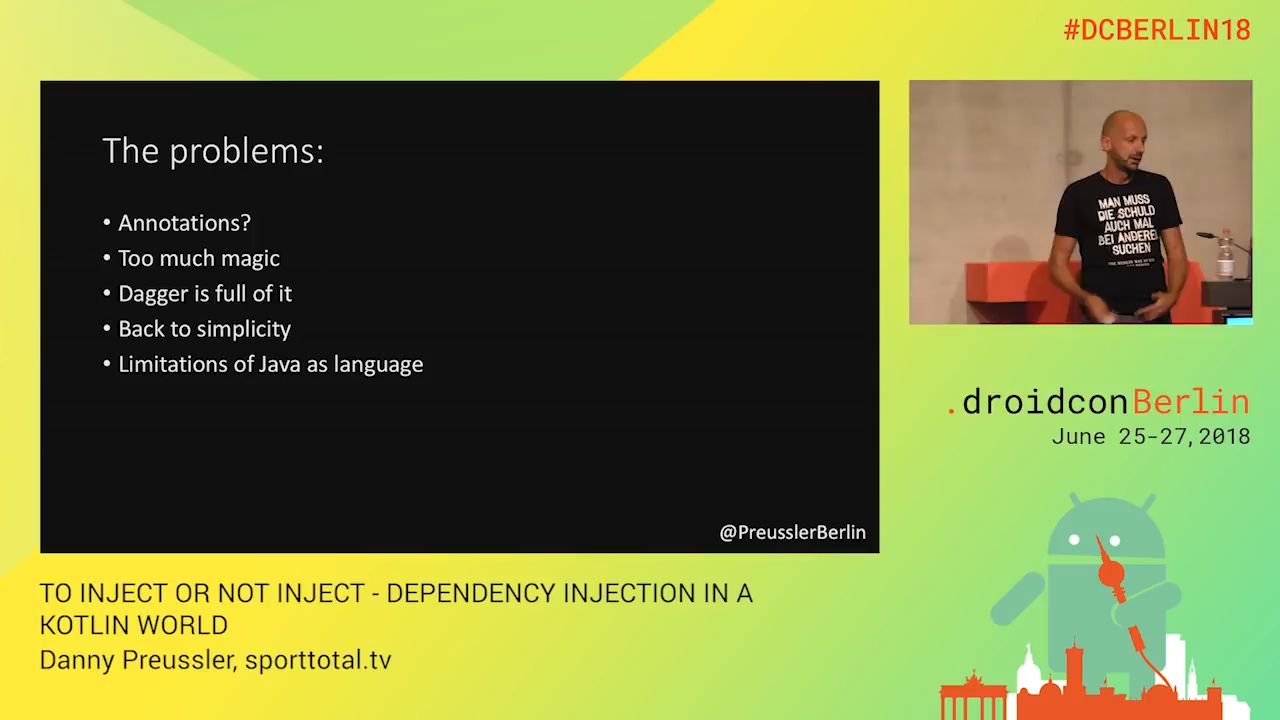 #DCBERLIN18
The problems:
• Annotations?
• Too much magic
• Dagger is full of it
• Back to simplicity
• Limitations of Java as language
@PreusslerBerlin
MAN MUSS
DIE SCHULD
AUCH MAL
BEI ANDEREN
SUCHEN
.droidconBerlin
June 25-27,2018
TO INJECT OR NOT INJECT - DEPENDENCY INJECTION IN A
KOTLIN WORLD
Danny Preussler, sporttotal.tv